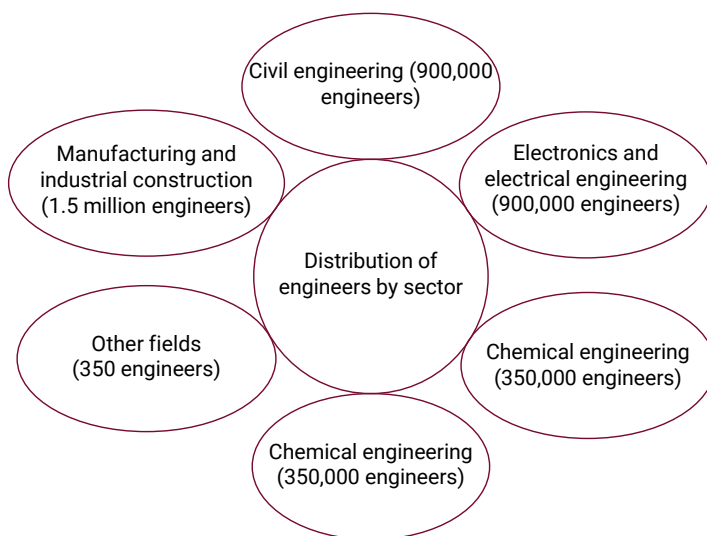 Civil engineering (900,000
engineers)
Manufacturing and
industrial construction
(1.5 million engineers)
Electronics and
electrical engineering
(900,000 engineers)
Distribution of
engineers by sector
Other fields
(350 engineers)
Chemical engineering
(350,000 engineers)
Chemical engineering
(350,000 engineers)